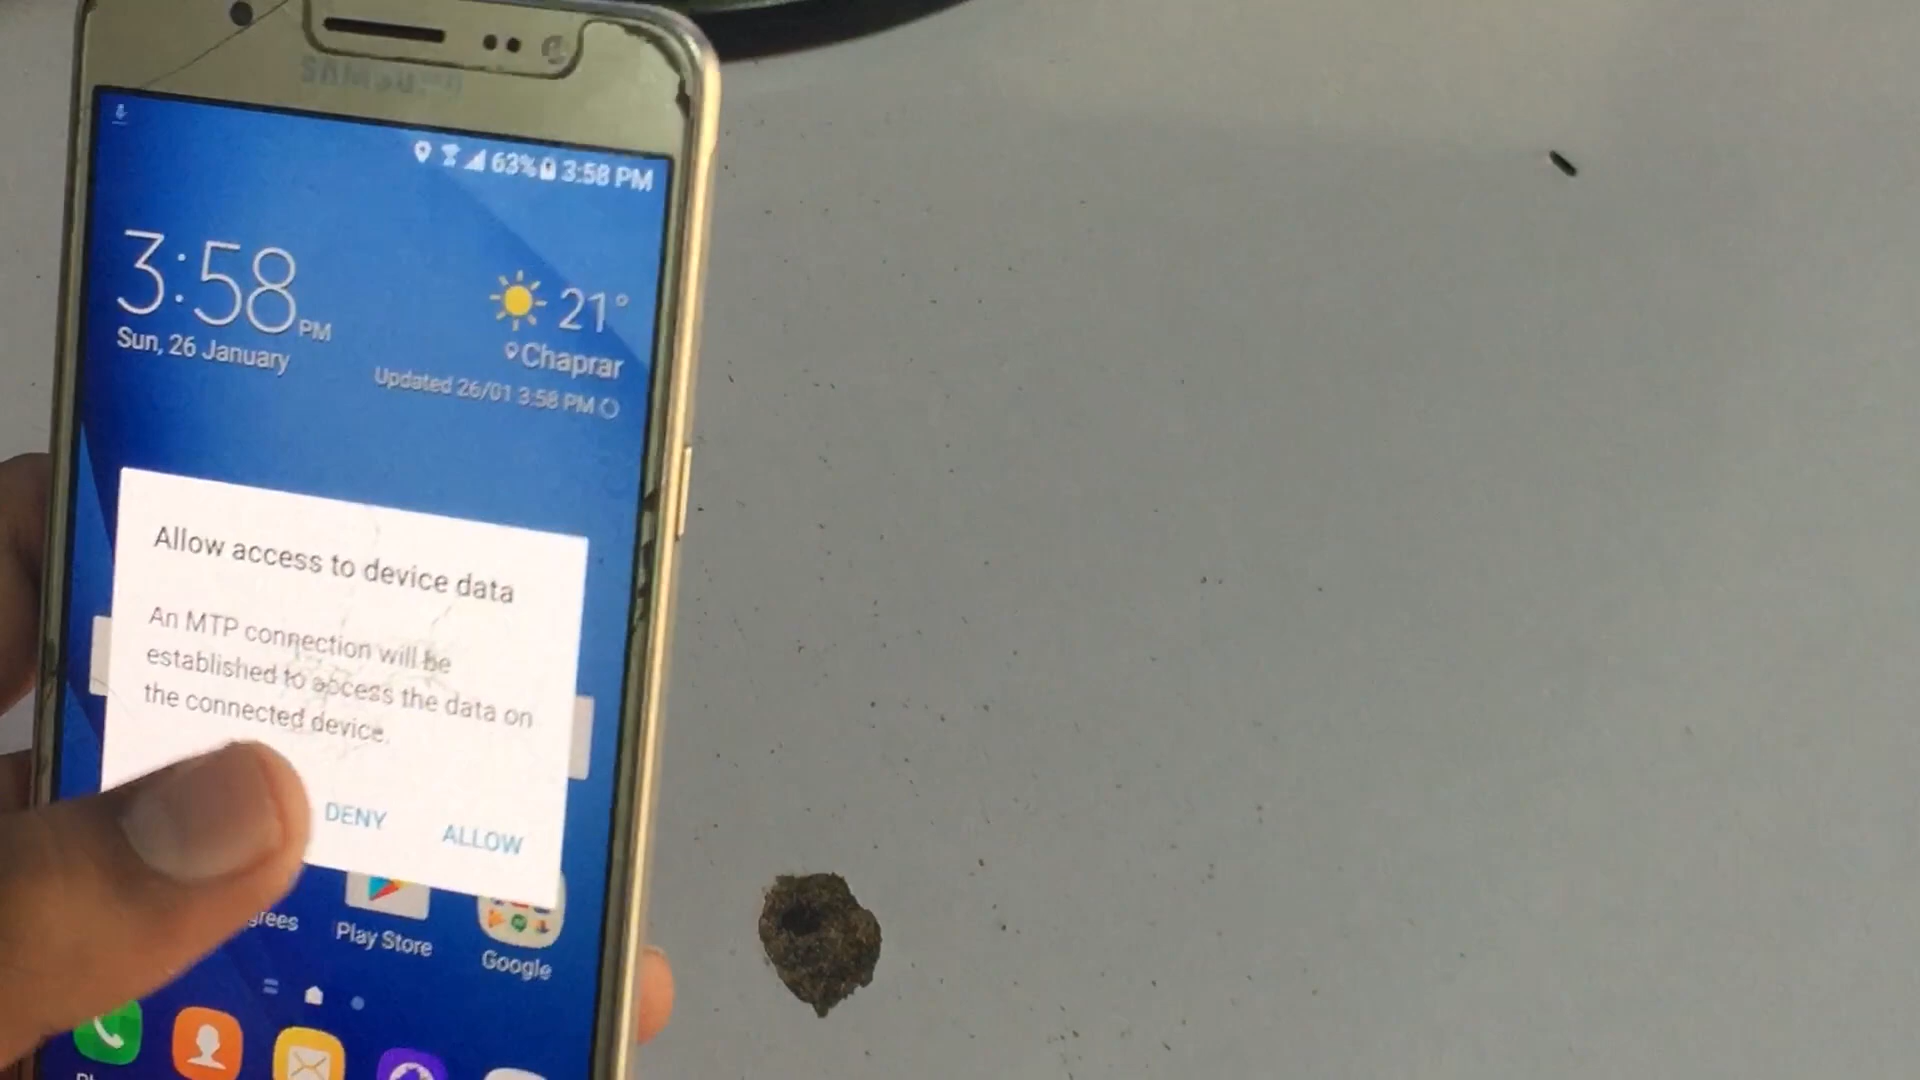 SAMSUNG
63% 3:58 PM
3:58 PM
Sun, 26 January
21°
Chaprar
Updated 26/01 3:58 PM
Allow access to device data
An MTP connection will be
established to access the data on
the connected device.
DENY
ALLOW
Play Store
Google